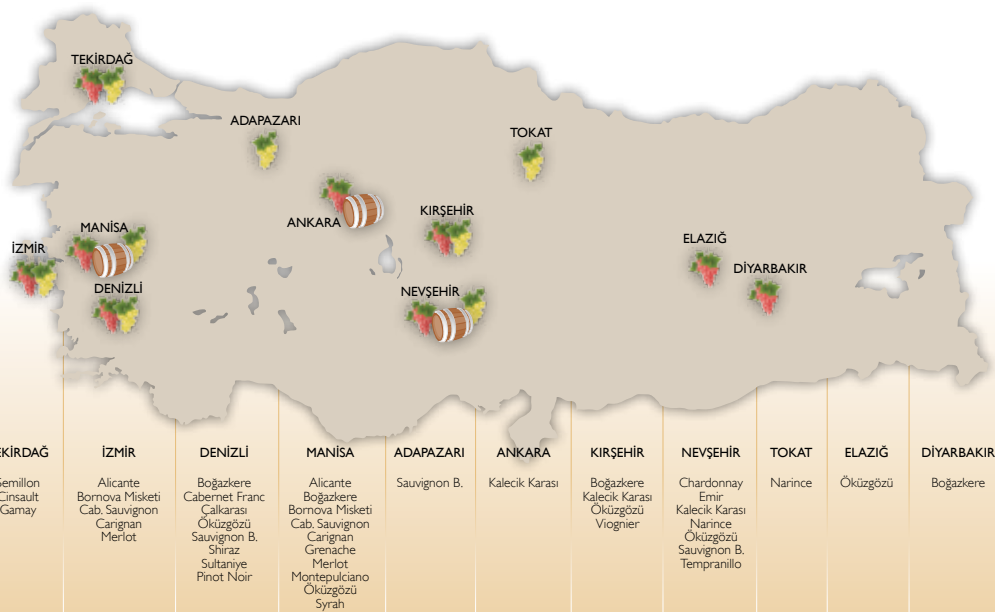 TEKİRDAĞ
ADAPAZARI
TOKAT
ANKARA
KIRŞEHİR
MANİSA
İZMİR
ELAZIĞ
DİYARBAKIR
DENİZLİ
NEVŞEHİR
EKİRDAĞ
Semillon
Cinsault
Gamay
İZMİR
Alicante
Bornova Misketi
Cab. Sauvignon
Carignan
Merlot
DENİZLİ
Boğazkere
Cabernet Franc
Çalkarası
Öküzgözü
Sauvignon B.
Shiraz
Sultaniye
Pinot Noir
MANİSA
Alicante
Boğazkere
Bornova Misketi
Cab. Sauvignon
Carignan
Grenache
Merlot
Montepulciano
Öküzgözü
Syrah
ADAPAZARI
Sauvignon B.
ANKARA
Kalecik Karası
KIRŞEHİR
Boğazkere
Kalecik Karası
Öküzgözü
Viognier
NEVŞEHİR
Chardonnay
Emir
Kalecik Karası
Narince
Öküzgözü
Sauvignon B.
Tempranillo
TOKAT
Narince
ELAZIĞ
Öküzgözü
DİYARBAKIR
Boğazkere